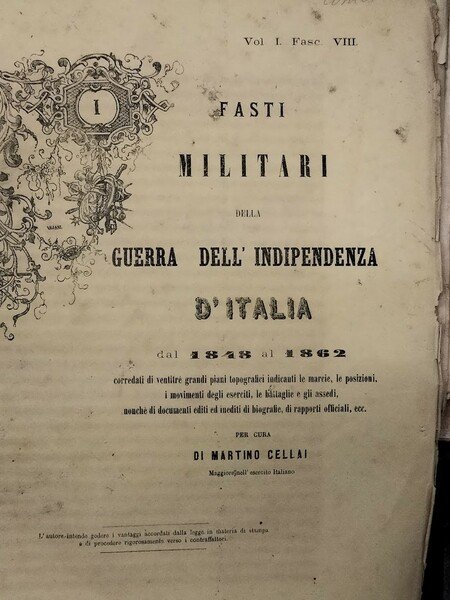 Vol I. Fasc. VIII.
I
FASTI
MILITARI
DELLA
GUERRA DELL' INDIPENDENZA
D'ITALIA
dal 1848 al 1862
corredati di ventitrè grandi piani topografici indicanti le marcie, le posizioni,
i movimenti degli eserciti, le battaglie e gli assedi,
nonchè di documenti editi ed inediti di biografie, di rapporti officiali, ecc.
PER CURA
DI MARTINO CELLAI
Maggiore nell' esercito Italiano
L'autore intende godere i vantaggi accordati dalla legge in materia di stampa
e di procedere rigorosamente verso i contraffattori.